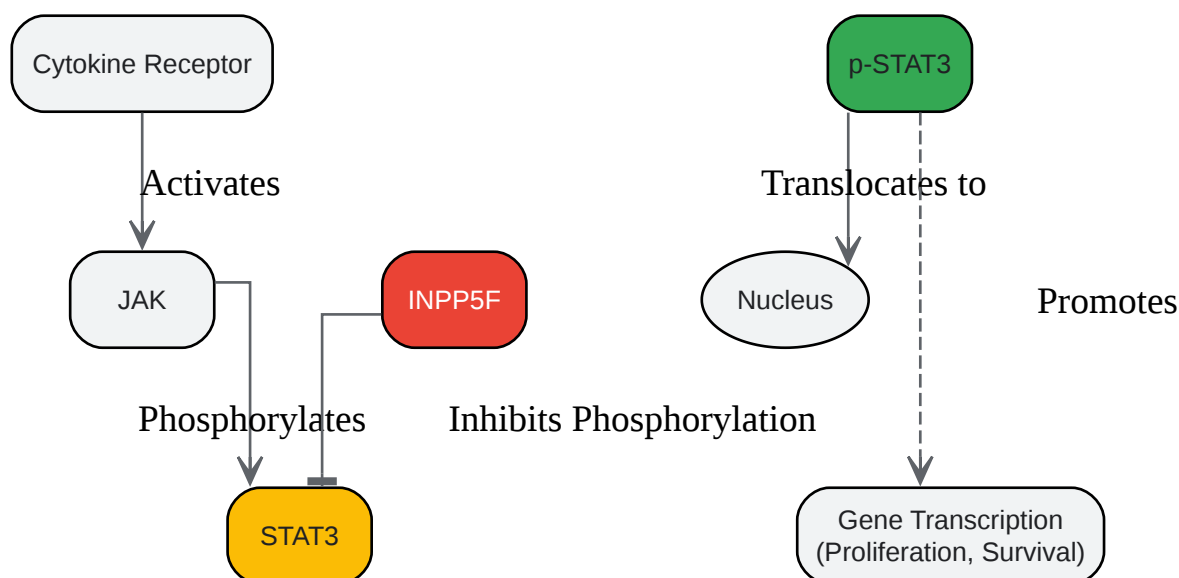 Cytokine Receptor
p-STAT3
Activates
Translocates to
JAK
INPP5F
Nucleus
Promotes
Phosphorylates
Inhibits Phosphorylation
STAT3
Gene Transcription
(Proliferation, Survival)